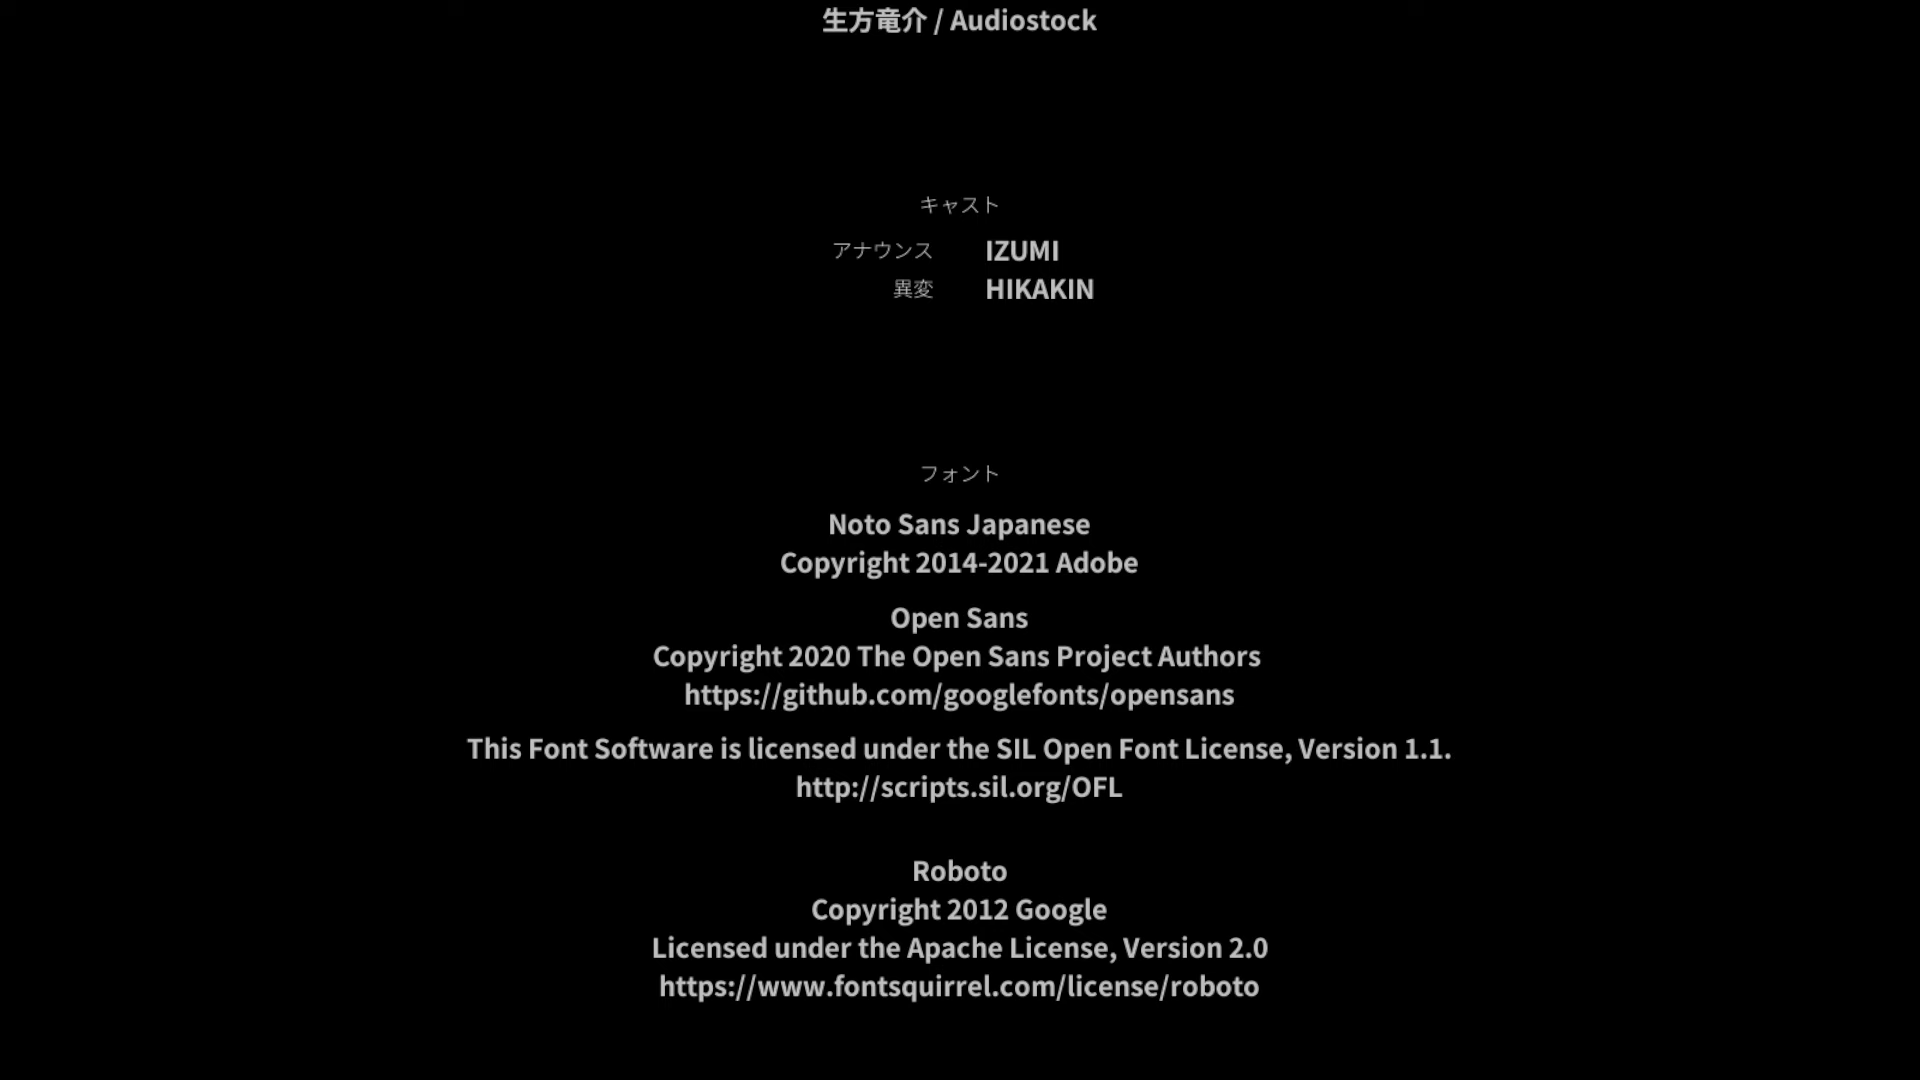 生方竜介 / Audiostock
キャスト
アナウンス IZUMI
異変 HIKAKIN
フォント
Noto Sans Japanese
Copyright 2014-2021 Adobe
Open Sans
Copyright 2020 The Open Sans Project Authors
https://github.com/googlefonts/opensans
This Font Software is licensed under the SIL Open Font License, Version 1.1.
http://scripts.sil.org/OFL
Roboto
Copyright 2012 Google
Licensed under the Apache License, Version 2.0
https://www.fontsquirrel.com/license/roboto